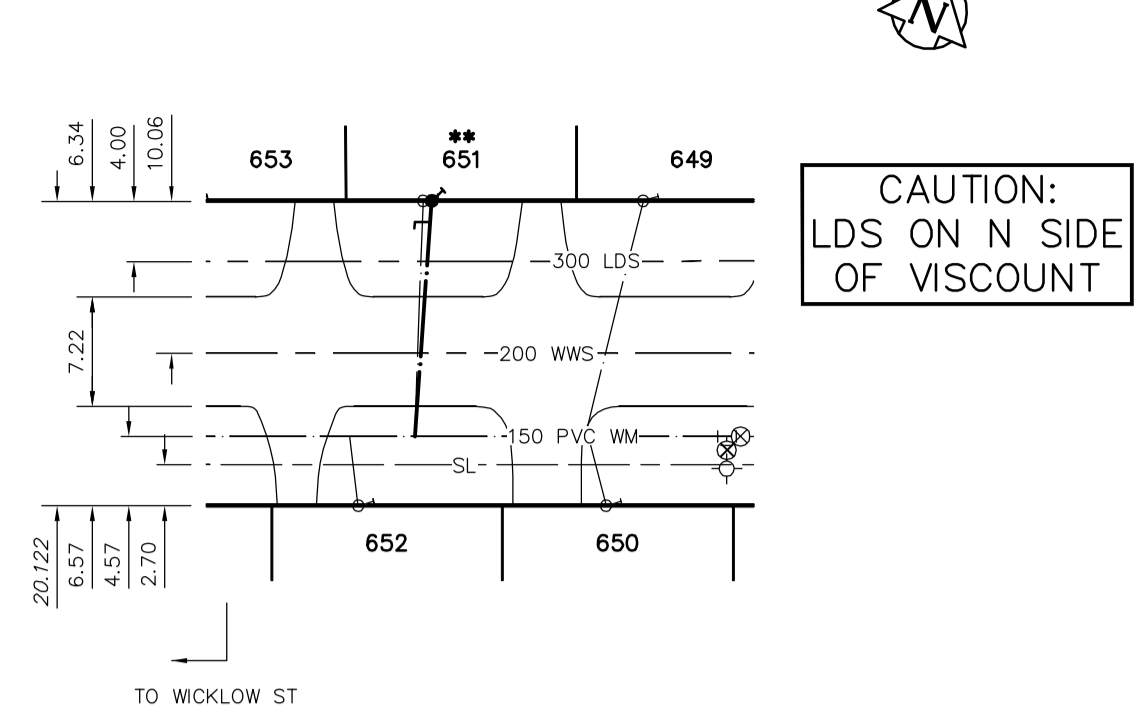 N
6.34
4.00
10.06
653
**
651
649
CAUTION:
LDS ON N SIDE
OF VISCOUNT
300 LDS
7.22
200 WWS
150 PVC WM
SL
652
650
20.122
6.57
4.57
2.70
TO WICKLOW ST